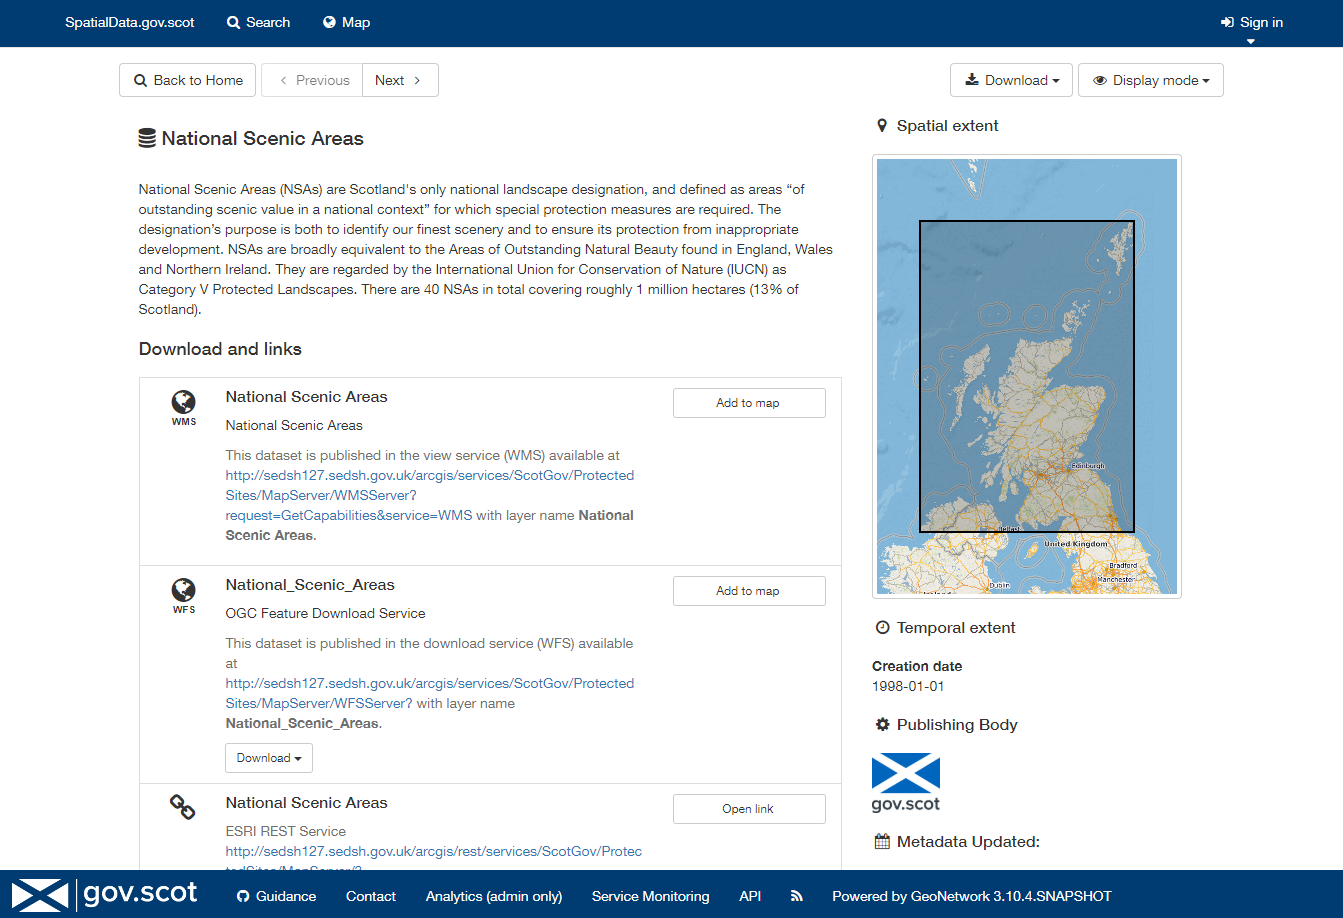 SpatialData.gov.scot Search Map Sign in
Back to Home Previous Next Download Display mode
National Scenic Areas
National Scenic Areas (NSAs) are Scotland's only national landscape designation, and defined as areas “of
outstanding scenic value in a national context” for which special protection measures are required. The
designation’s purpose is both to identify our finest scenery and to ensure its protection from inappropriate
development. NSAs are broadly equivalent to the Areas of Outstanding Natural Beauty found in England, Wales
and Northern Ireland. They are regarded by the International Union for Conservation of Nature (IUCN) as
Category V Protected Landscapes. There are 40 NSAs in total covering roughly 1 million hectares (13% of
Scotland).
Download and links
WMS
National Scenic Areas
Add to map
National Scenic Areas
This dataset is published in the view service (WMS) available at
http://sedsh127.sedsh.gov.uk/arcgis/services/ScotGov/Protected
Sites/MapServer/WMSServer?
request=GetCapabilities&service=WMS with layer name National
Scenic Areas.
WFS
National_Scenic_Areas
Add to map
OGC Feature Download Service
This dataset is published in the download service (WFS) available
at
http://sedsh127.sedsh.gov.uk/arcgis/services/ScotGov/Protected
Sites/MapServer/WFSServer? with layer name
National_Scenic_Areas.
Download
National Scenic Areas
Open link
ESRI REST Service
http://sedsh127.sedsh.gov.uk/arcgis/rest/services/ScotGov/Protec
tedSites/MapServer/?
Spatial extent
Edinburgh
Belfast
United Kingdom
Bradford
Manchester
Dublin
Ireland
Temporal extent
Creation date
1998-01-01
Publishing Body
gov.scot
Metadata Updated:
gov.scot Guidance Contact Analytics (admin only) Service Monitoring API Powered by GeoNetwork 3.10.4.SNAPSHOT